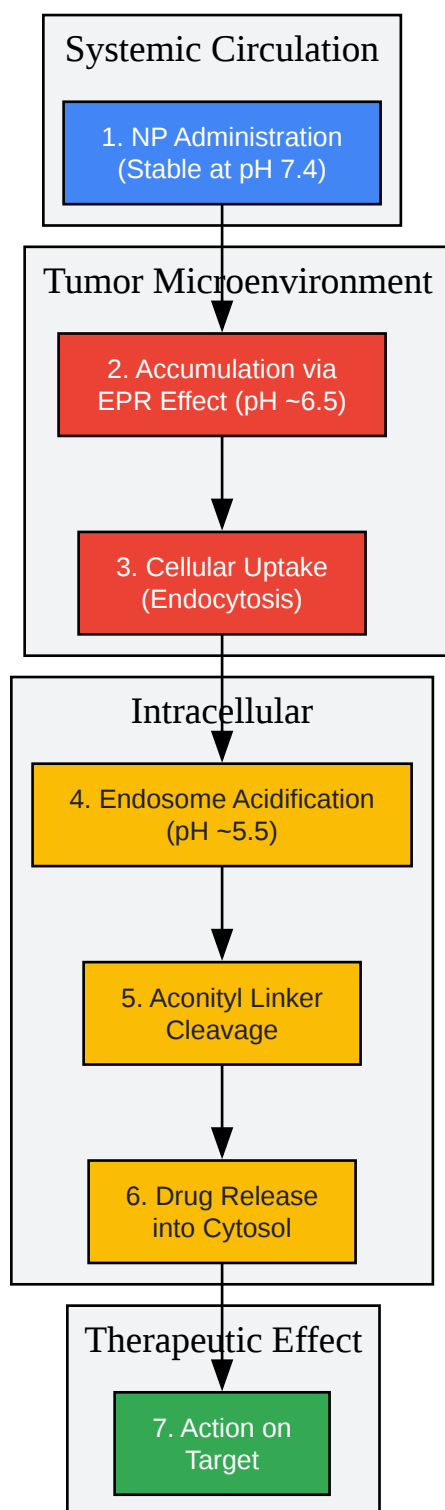 Systemic Circulation
1. NP Administration
(Stable at pH 7.4)
Tumor Microenvironment
2. Accumulation via
EPR Effect (pH ~6.5)
3. Cellular Uptake
(Endocytosis)
Intracellular
4. Endosome Acidification
(pH ~5.5)
5. Aconityl Linker
Cleavage
6. Drug Release
into Cytosol
Therapeutic Effect
7. Action on
Target